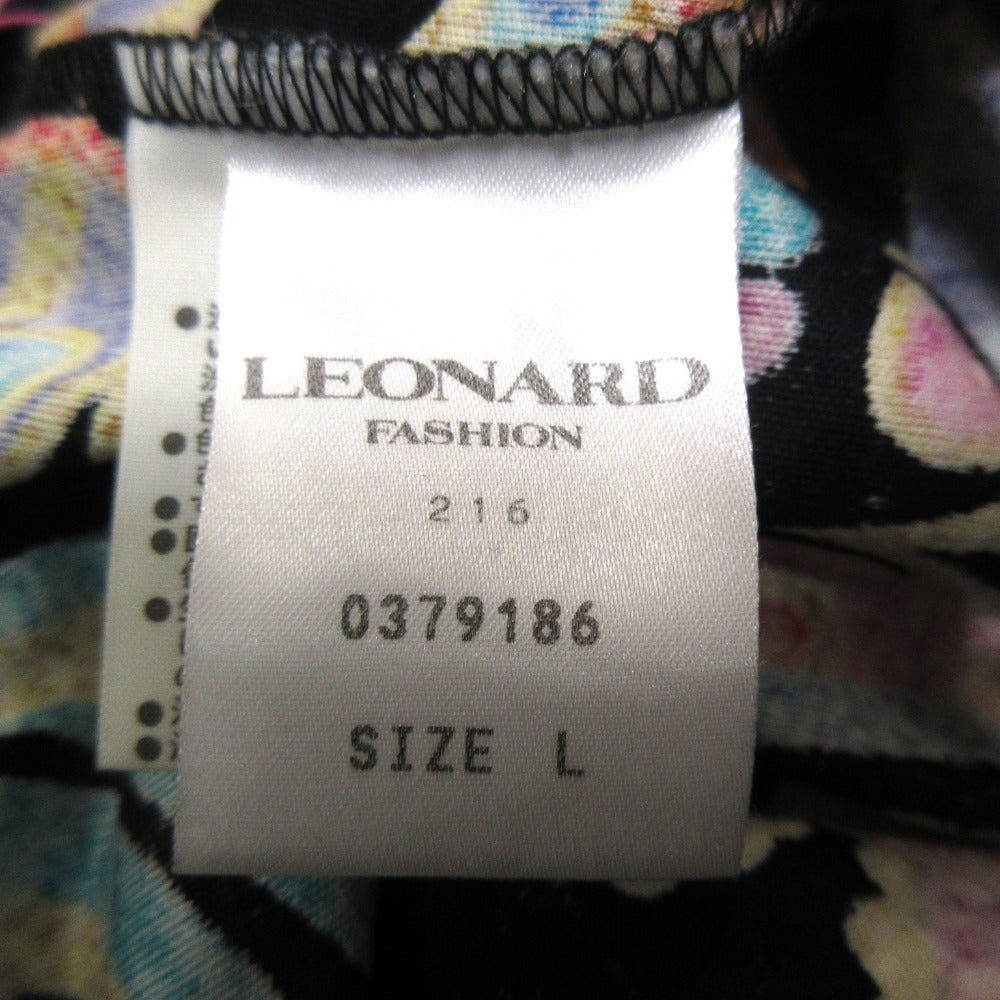 LEONARD
FASHION
216
0379186
SIZE L